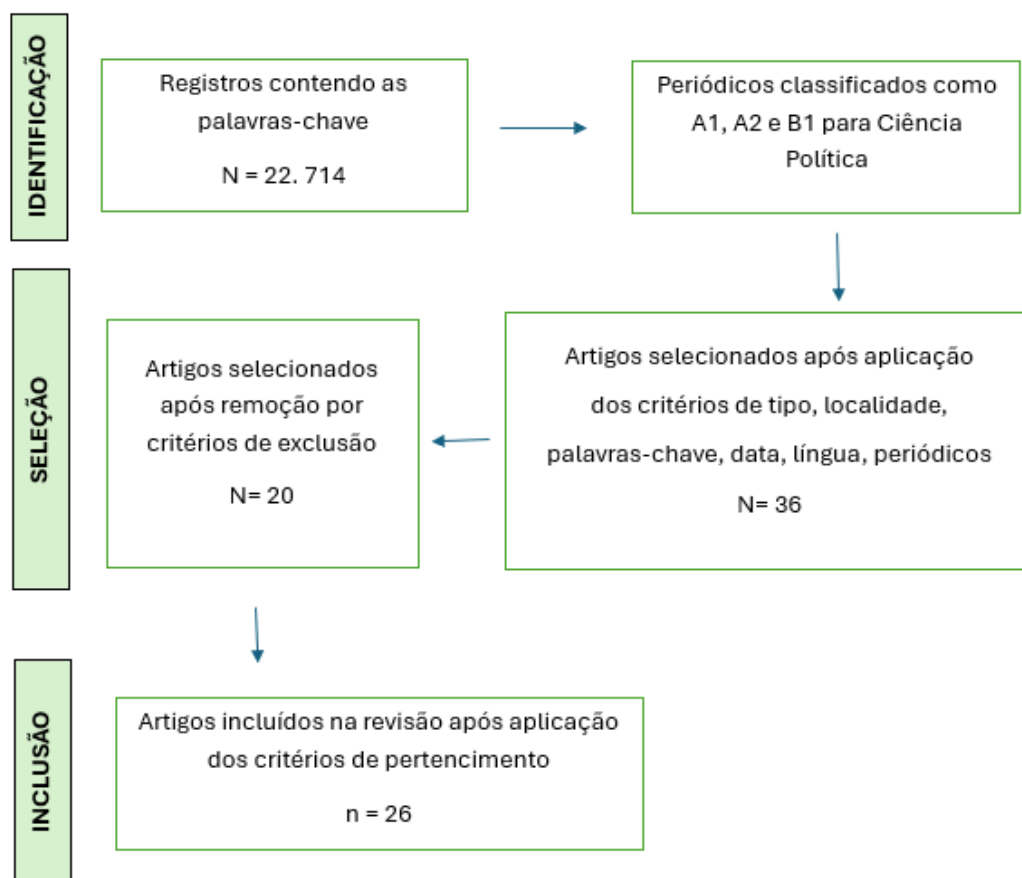 IDENTIFICAÇÃO
Registros contendo as
palavras-chave
N = 22. 714
Periódicos classificados como
A1, A2 e B1 para Ciência
Política
SELEÇÃO
Artigos selecionados
após remoção por
critérios de exclusão
N= 20
Artigos selecionados após aplicação
dos critérios de tipo, localidade,
palavras-chave, data, língua, periódicos
N= 36
INCLUSÃO
Artigos incluídos na revisão após aplicação
dos critérios de pertencimento
n = 26